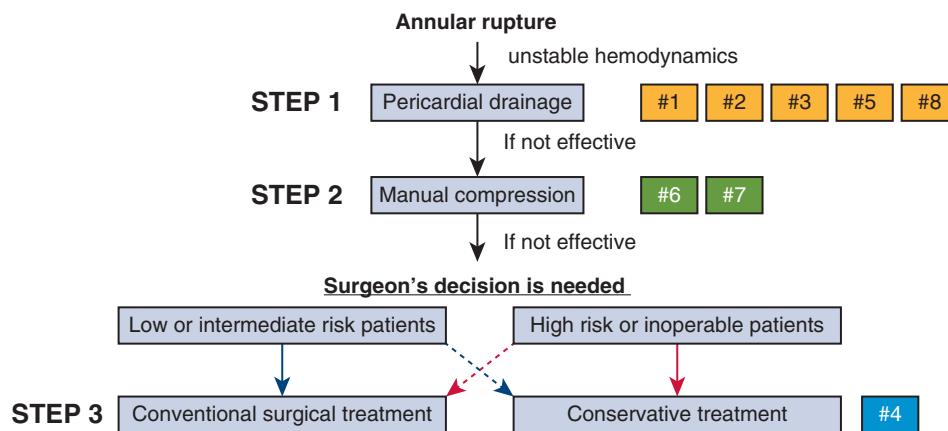 Annular rupture
unstable hemodynamics
STEP 1 Pericardial drainage #1 #2 #3 #5 #8
If not effective
STEP 2 Manual compression #6 #7
If not effective
Surgeon's decision is needed
Low or intermediate risk patients High risk or inoperable patients
STEP 3 Conventional surgical treatment Conservative treatment #4